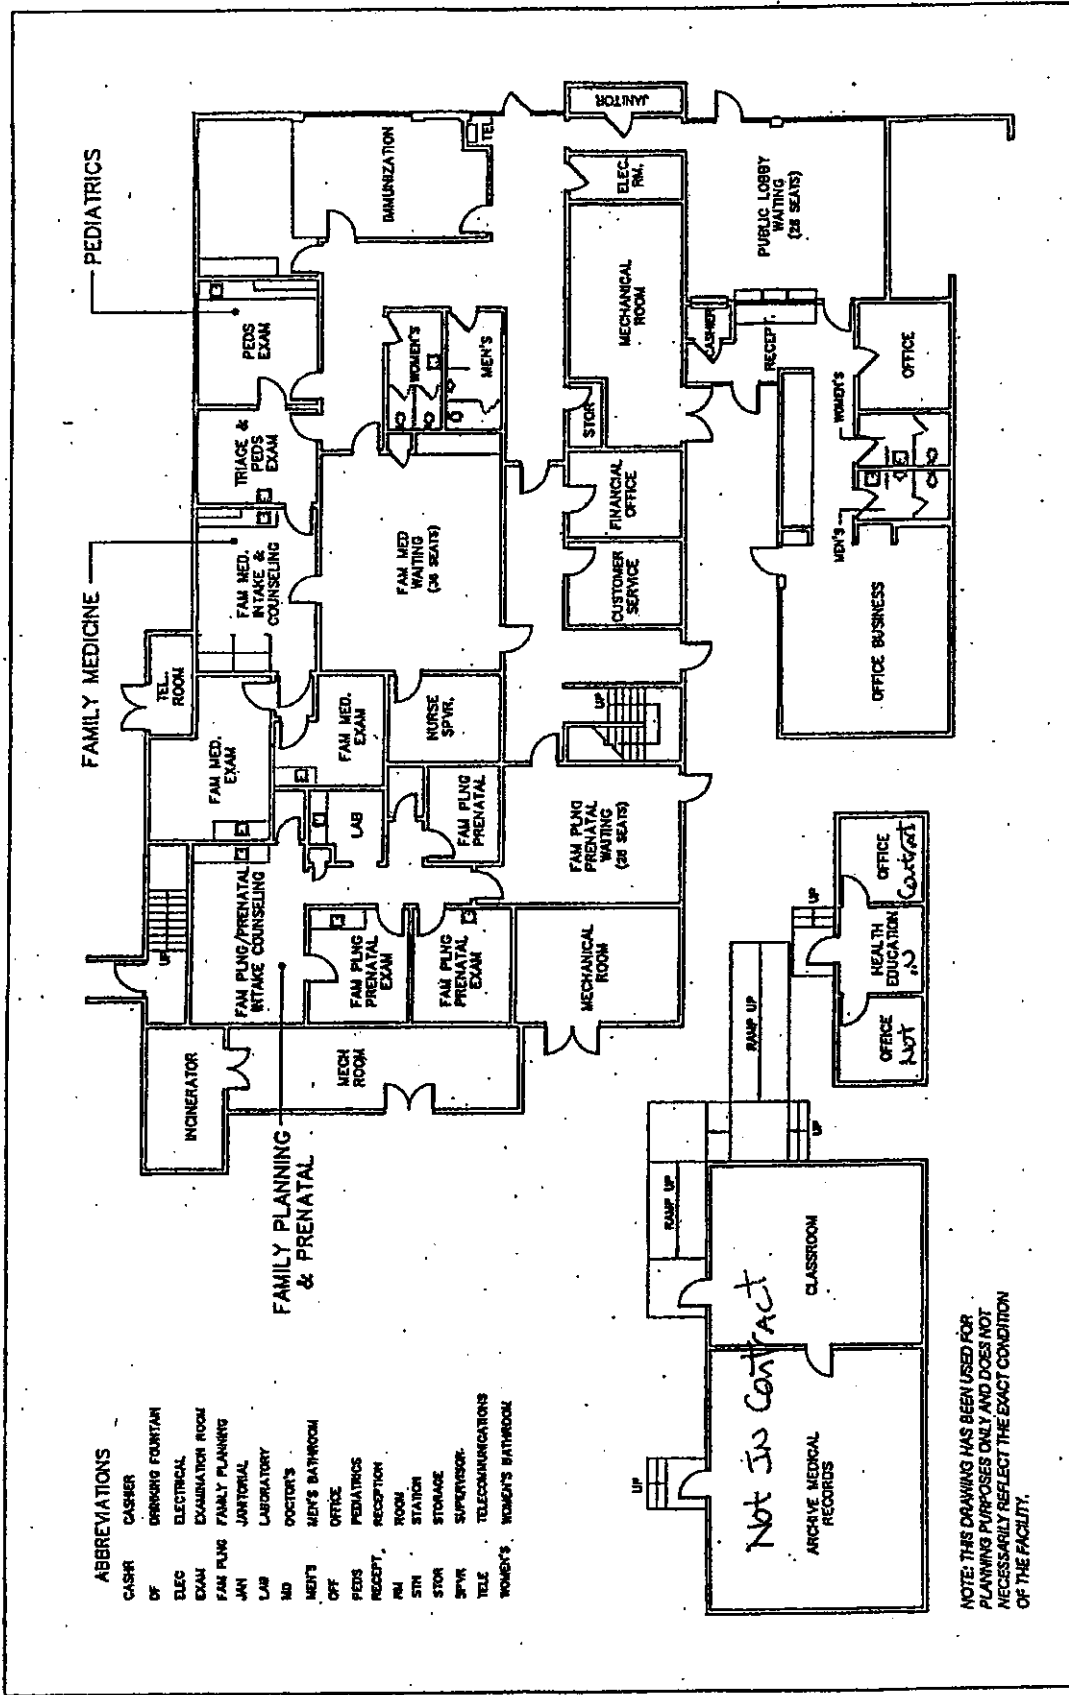 ABBREVIATIONS
CASHR CASHIER
DF DRINKING FOUNTAIN
ELEC ELECTRICAL
EXAM EXAMINATION ROOM
FAM PLNG FAMILY PLANNING
JAN JANITORIAL
LAB LABORATORY
MD DOCTOR'S
MEN'S MEN'S BATHROOM
OFF OFFICE
PEDS PEDIATRICS
RECEPT. RECEPTION
RM ROOM
STN STATION
STOR STORAGE
SPVR. SUPERVISOR
TELE TELECOMMUNICATIONS
WOMEN'S WOMEN'S BATHROOM
FAMILY PLANNING
& PRENATAL
FAMILY MEDICINE
PEDIATRICS
INCINERATOR
MECH
ROOM
UP
FAM PLNG/PRENATAL
INTAKE COUNSELING
FAM PLNG
PRENATAL
EXAM
FAM PLNG
PRENATAL
EXAM
MECHANICAL
ROOM
FAM MED.
EXAM
TEL.
ROOM
FAM MED.
EXAM
LAB
FAM PLNG
PRENATAL
NURSE
SPVR.
FAM PLNG
PRENATAL
WAITING
(28 SEATS)
UP
FAM MED.
INTAKE &
COUNSELING
TRIAGE &
PEDS
EXAM
PEDS
EXAM
FAM MED
WAITING
(36 SEATS)
WOMEN'S
MEN'S
IMMUNIZATION
TEL
CUSTOMER
SERVICE
FINANCIAL
OFFICE
STOR
MECHANICAL
ROOM
ELEC.
RM.
JANITOR
CASHIER
RECEPT.
PUBLIC LOBBY
WAITING
(28 SEATS)
OFFICE BUSINESS
MEN'S
WOMEN'S
OFFICE
UP
RAMP UP
RAMP UP
UP
UP
ARCHIVE MEDICAL
RECORDS
CLASSROOM
Not In Contract
OFFICE
HEALTH
EDUCATION
OFFICE
Not
Contract
NOTE: THIS DRAWING HAS BEEN USED FOR
PLANNING PURPOSES ONLY AND DOES NOT
NECESSARILY REFLECT THE EXACT CONDITION
OF THE FACILITY.